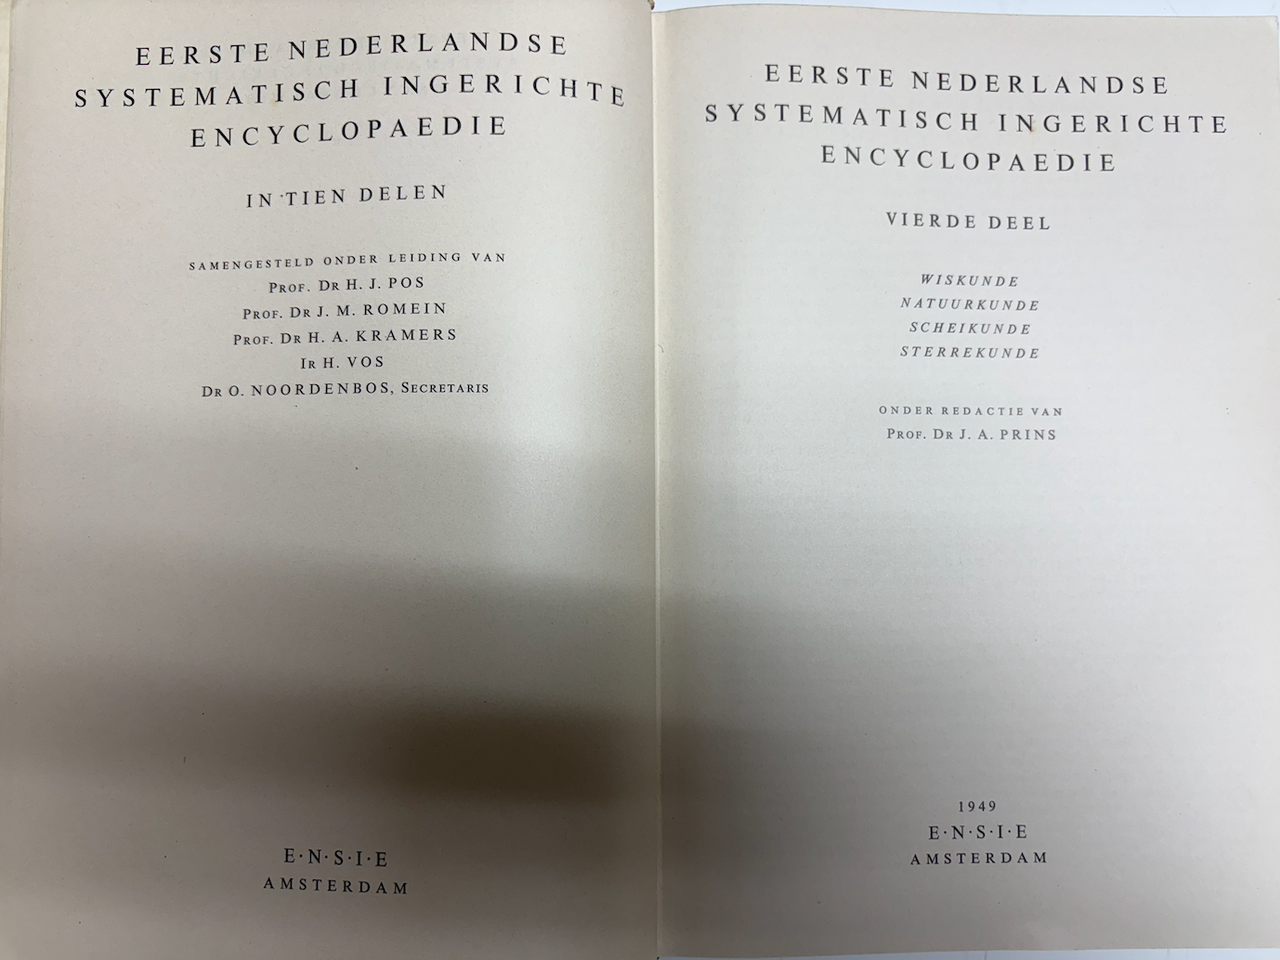 EERSTE NEDERLANDSE
SYSTEMATISCH INGERICHTE
ENCYCLOPAEDIE
IN TIEN DELEN
SAMENGESTELD ONDER LEIDING VAN
PROF. DR H. J. POS
PROF. DR J. M. ROMEIN
PROF. DR H. A. KRAMERS
IR H. VOS
DR O. NOORDENBOS, SECRETARIS
E·N·S·I·E
AMSTERDAM
EERSTE NEDERLANDSE
SYSTEMATISCH INGERICHTE
ENCYCLOPAEDIE
VIERDE DEEL
WISKUNDE
NATUURKUNDE
SCHEIKUNDE
STERREKUNDE
ONDER REDACTIE VAN
PROF. DR J. A. PRINS
1949
E·N·S·I·E
AMSTERDAM